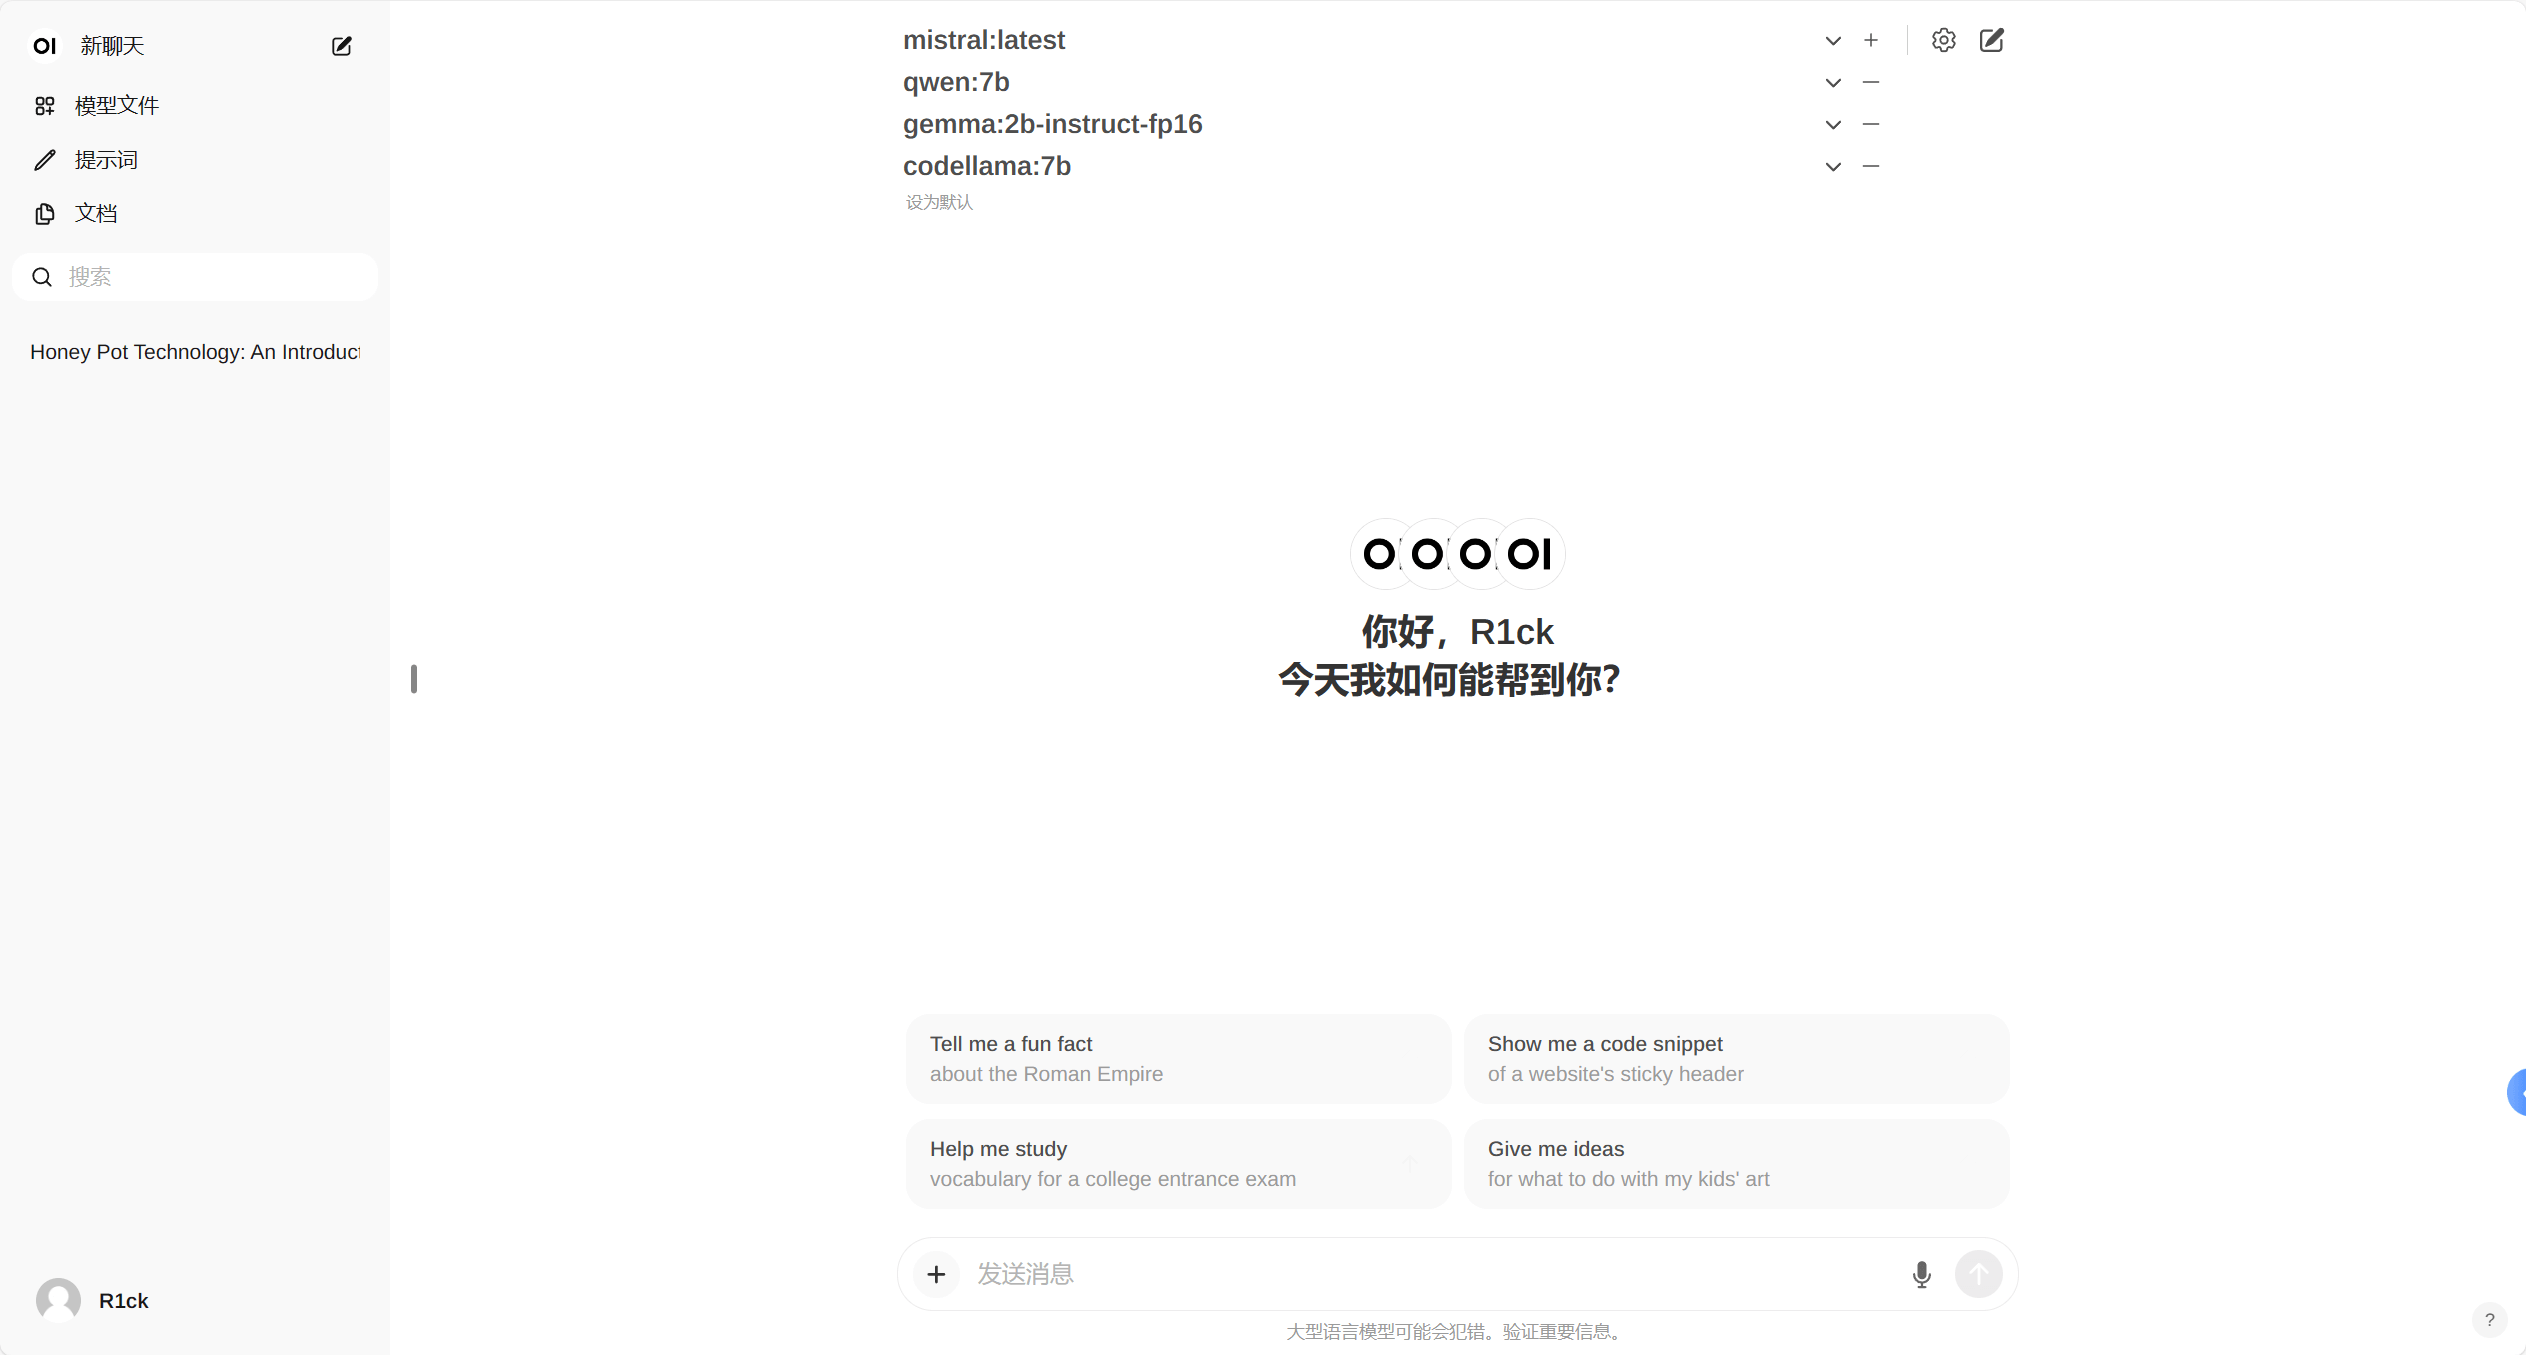 OI 新聊天
模型文件
提示词
文档
搜索
Honey Pot Technology: An Introduct
R1ck
mistral:latest
qwen:7b
gemma:2b-instruct-fp16
codellama:7b
设为默认
OI
你好，R1ck
今天我如何能帮到你？
Tell me a fun fact
about the Roman Empire
Show me a code snippet
of a website's sticky header
Help me study
vocabulary for a college entrance exam
Give me ideas
for what to do with my kids' art
发送消息
大型语言模型可能会犯错。验证重要信息。
?